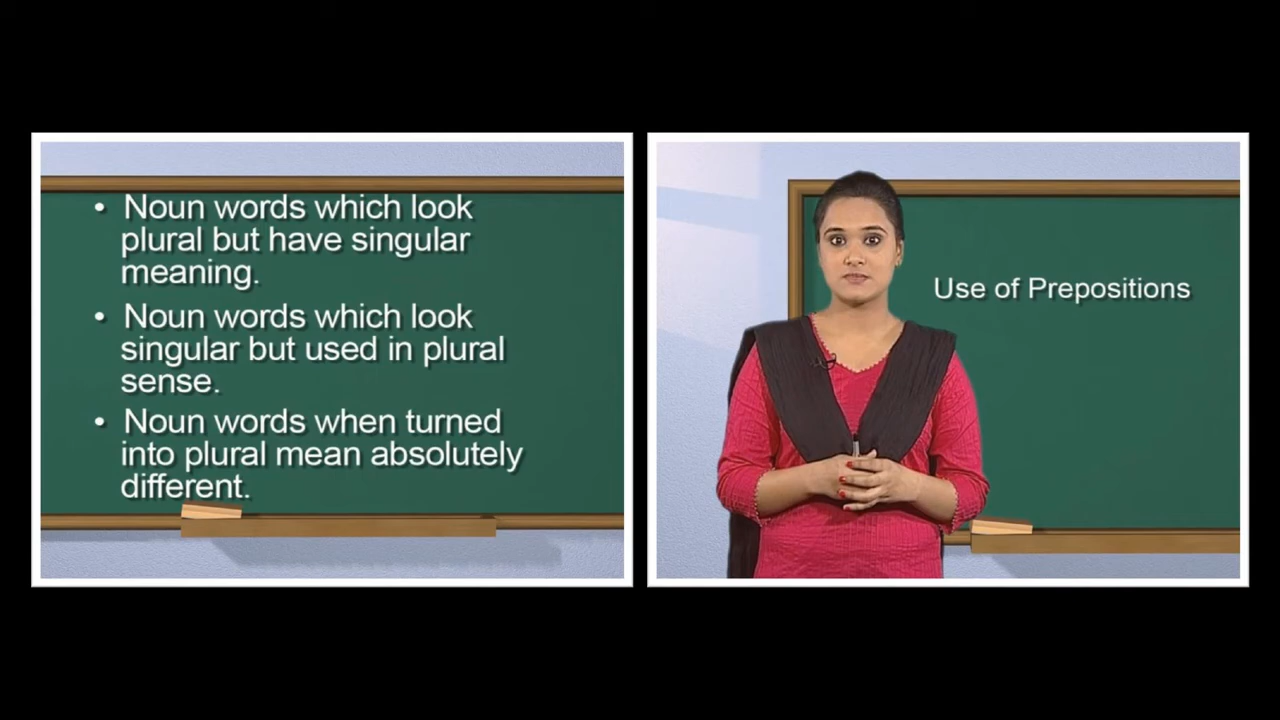 • Noun words which look
plural but have singular
meaning.
• Noun words which look
singular but used in plural
sense.
• Noun words when turned
into plural mean absolutely
different.
Use of Prepositions